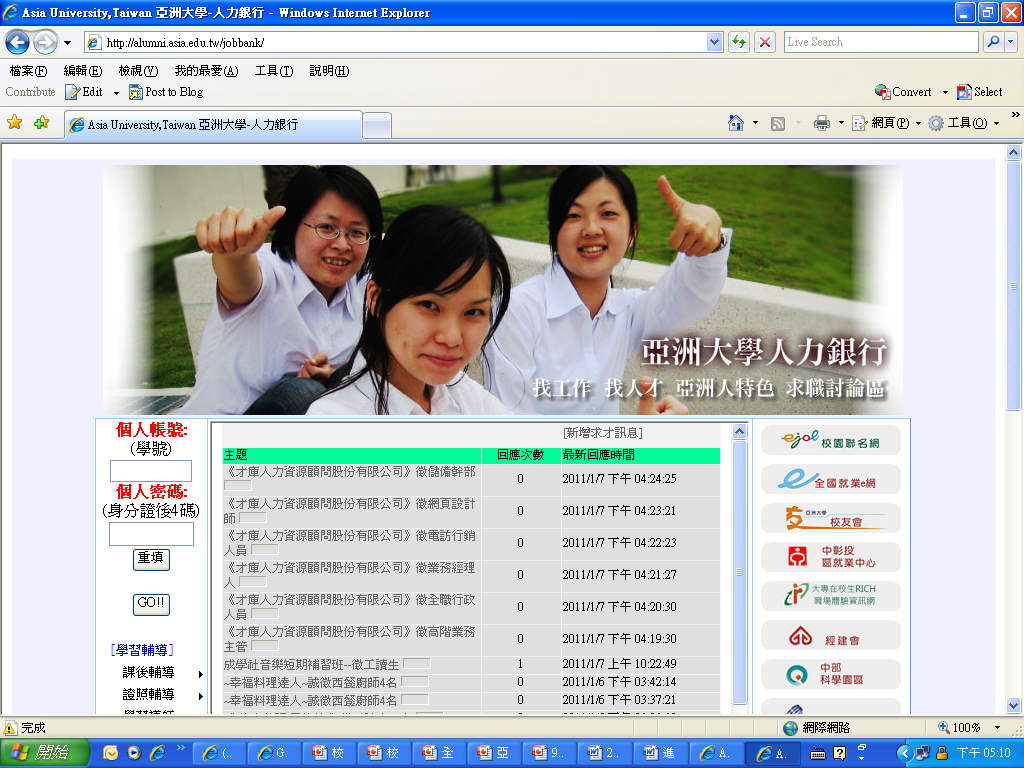 Asia University,Taiwan 亞洲大學-人力銀行 - Windows Internet Explorer
http://alumni.asia.edu.tw/jobbank/
Live Search
檔案(F) 編輯(E) 檢視(V) 我的最愛(A) 工具(T) 說明(H)
Contribute Edit Post to Blog Convert Select
Asia University,Taiwan 亞洲大學-人力銀行
網頁(P) 工具(O)
亞洲大學人力銀行
找工作 找人才 亞洲人特色 求職討論區
個人帳號:
(學號)
個人密碼:
(身分證後4碼)
重填
GO!!
[學習輔導]
課後輔導
證照輔導
[新增求才訊息]
主題 回應次數 最新回應時間
《才庫人力資源顧問股份有限公司》徵儲備幹部 0 2011/1/7 下午 04:24:25
《才庫人力資源顧問股份有限公司》徵網頁設計
師 0 2011/1/7 下午 04:23:21
《才庫人力資源顧問股份有限公司》徵電訪行銷
人員 0 2011/1/7 下午 04:22:23
《才庫人力資源顧問股份有限公司》徵業務經理
人 0 2011/1/7 下午 04:21:27
《才庫人力資源顧問股份有限公司》徵全職行政
人員 0 2011/1/7 下午 04:20:30
《才庫人力資源顧問股份有限公司》徵高階業務
主管 0 2011/1/7 下午 04:19:30
成學社音樂短期補習班--徵工讀生 1 2011/1/7 上午 10:22:49
~幸福料理達人~誠徵西餐廚師4名 0 2011/1/6 下午 03:42:14
~幸福料理達人~誠徵西餐廚師4名 0 2011/1/6 下午 03:37:21
ejol 校園聯名網
全國就業e網
亞洲大學
校友會
中彰投
區就業中心
大專在校生RICH
職場體驗資訊網
經建會
中部
科學園區
完成 網際網路 100%
開始 (.. G. 校 校 全 亞 9.. 2.. 進 A. A. 下午 05:10